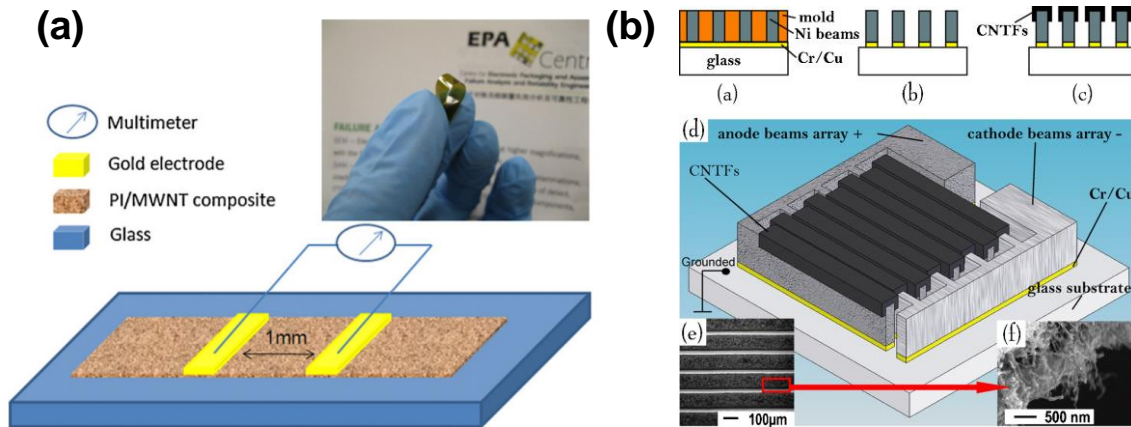 (a)
EPA
Centr
Multimeter
Gold electrode
PI/MWNT composite
Glass
1mm
(b)
mold
Ni beams
Cr/Cu
glass
CNTFs
(a)
(b)
(c)
(d)
anode beams array +
cathode beams array -
CNTFs
Cr/Cu
Grounded
glass substrate
(e)
(f)
100μm
500 nm